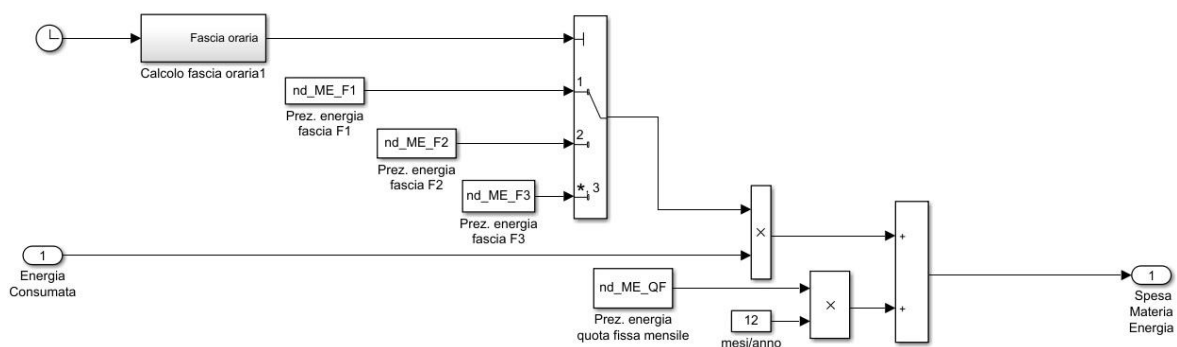 Fascia oraria
Calcolo fascia oraria1
nd_ME_F1
Prez. energia
fascia F1
1
nd_ME_F2
Prez. energia
fascia F2
2
nd_ME_F3
Prez. energia
fascia F3
*, 3
1
Energia
Consumata
×
nd_ME_QF
Prez. energia
quota fissa mensile
12
mesi/anno
×
+
+
1
Spesa
Materia
Energia